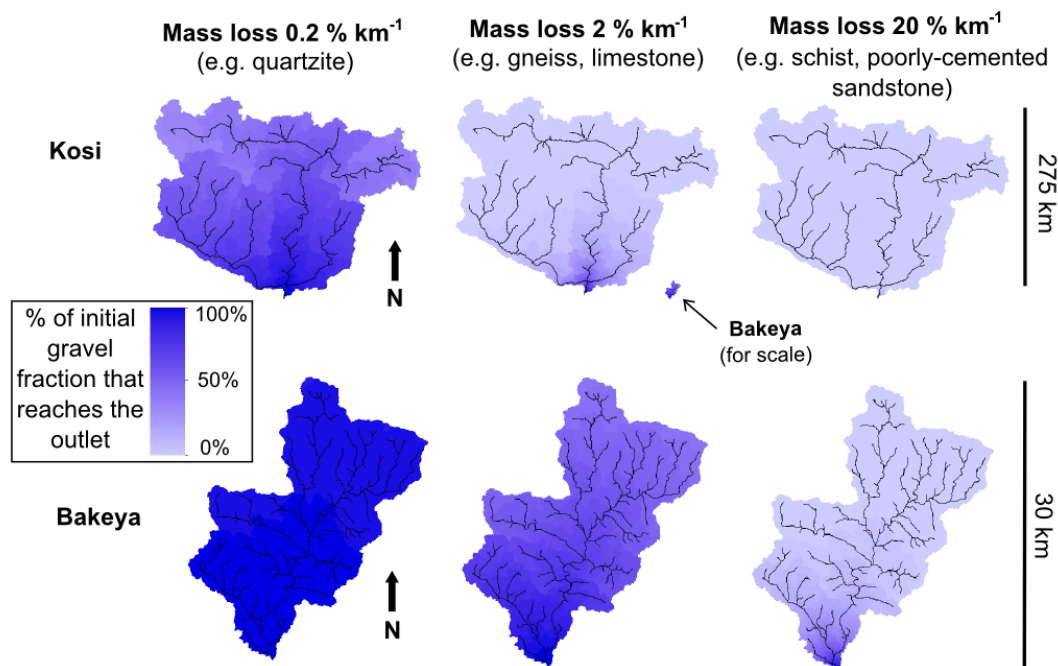 Mass loss 0.2 % km-1
(e.g. quartzite)
Mass loss 2 % km-1
(e.g. gneiss, limestone)
Mass loss 20 % km-1
(e.g. schist, poorly-cemented
sandstone)
Kosi
275 km
N
Bakeya
(for scale)
% of initial
gravel
fraction that
reaches the
outlet
100%
50%
0%
Bakeya
30 km
N